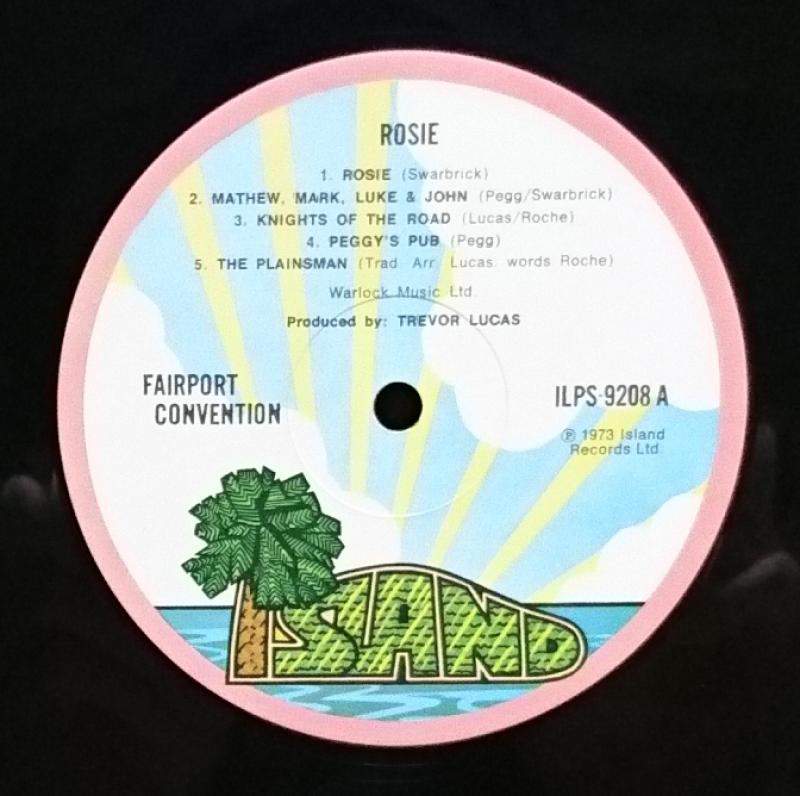 ROSIE
1. ROSIE (Swarbrick)
2. MATHEW, MARK, LUKE & JOHN (Pegg/Swarbrick)
3. KNIGHTS OF THE ROAD (Lucas/Roche)
4. PEGGY'S PUB (Pegg)
5. THE PLAINSMAN (Trad. Arr. Lucas. words Roche)
Warlock Music Ltd.
Produced by: TREVOR LUCAS
FAIRPORT
CONVENTION
ILPS-9208 A
℗ 1973 Island
Records Ltd.
ISLAND